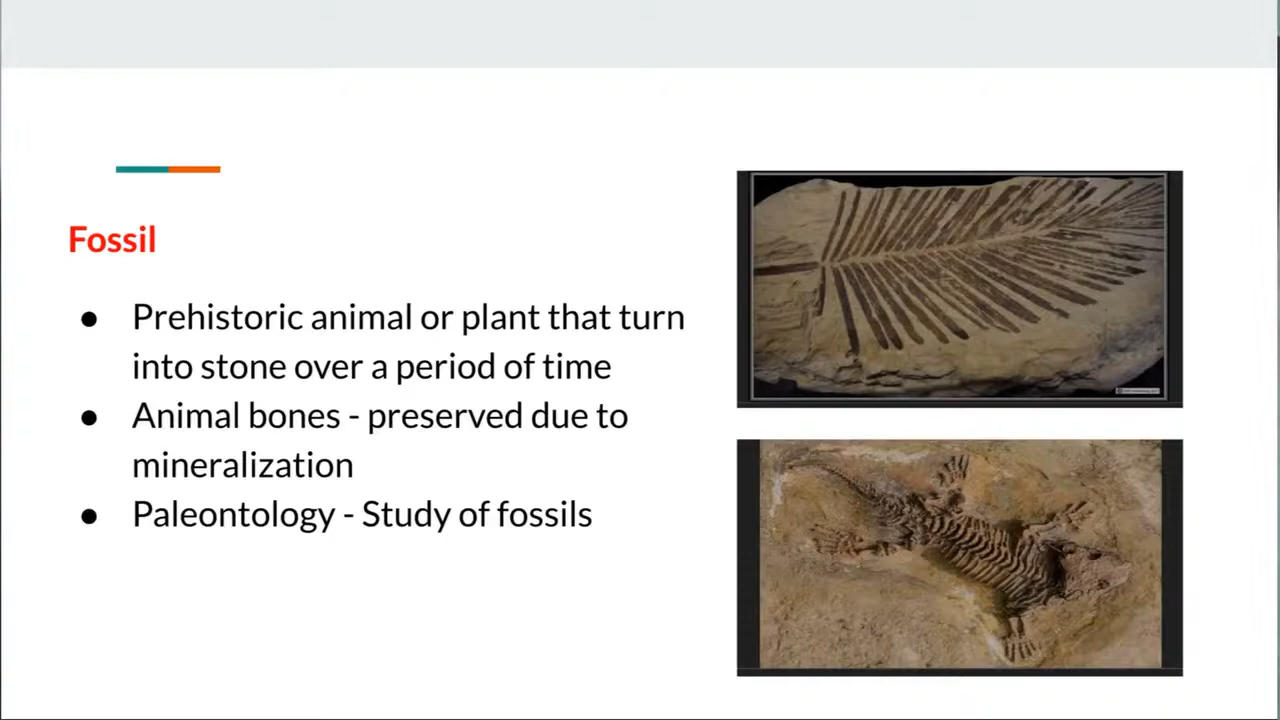 Fossil
● Prehistoric animal or plant that turn
into stone over a period of time
● Animal bones - preserved due to
mineralization
● Paleontology - Study of fossils